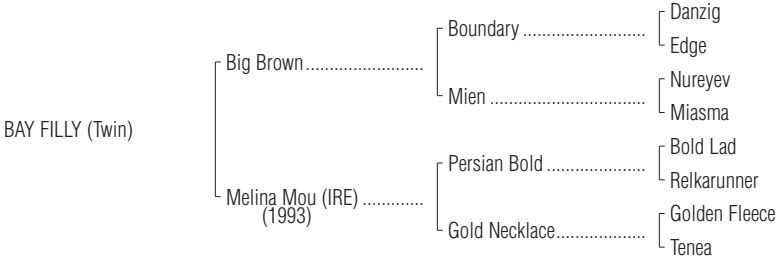 Danzig
Boundary ..........................
Edge
Big Brown.........................
Nureyev
Mien .................................
Miasma
BAY FILLY (Twin)
Bold Lad
Persian Bold .....................
Relkarunner
Melina Mou (IRE) .............
(1993)
Golden Fleece
Gold Necklace...................
Tenea